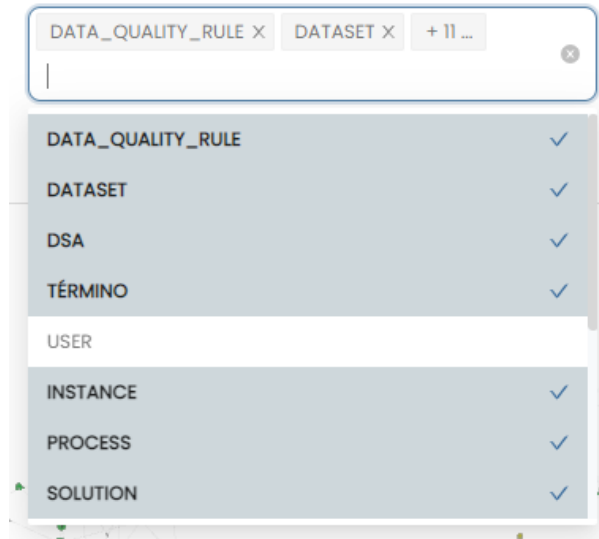 DATA_QUALITY_RULE × DATASET × + 11 ...
DATA_QUALITY_RULE
DATASET
DSA
TÉRMINO
USER
INSTANCE
PROCESS
SOLUTION